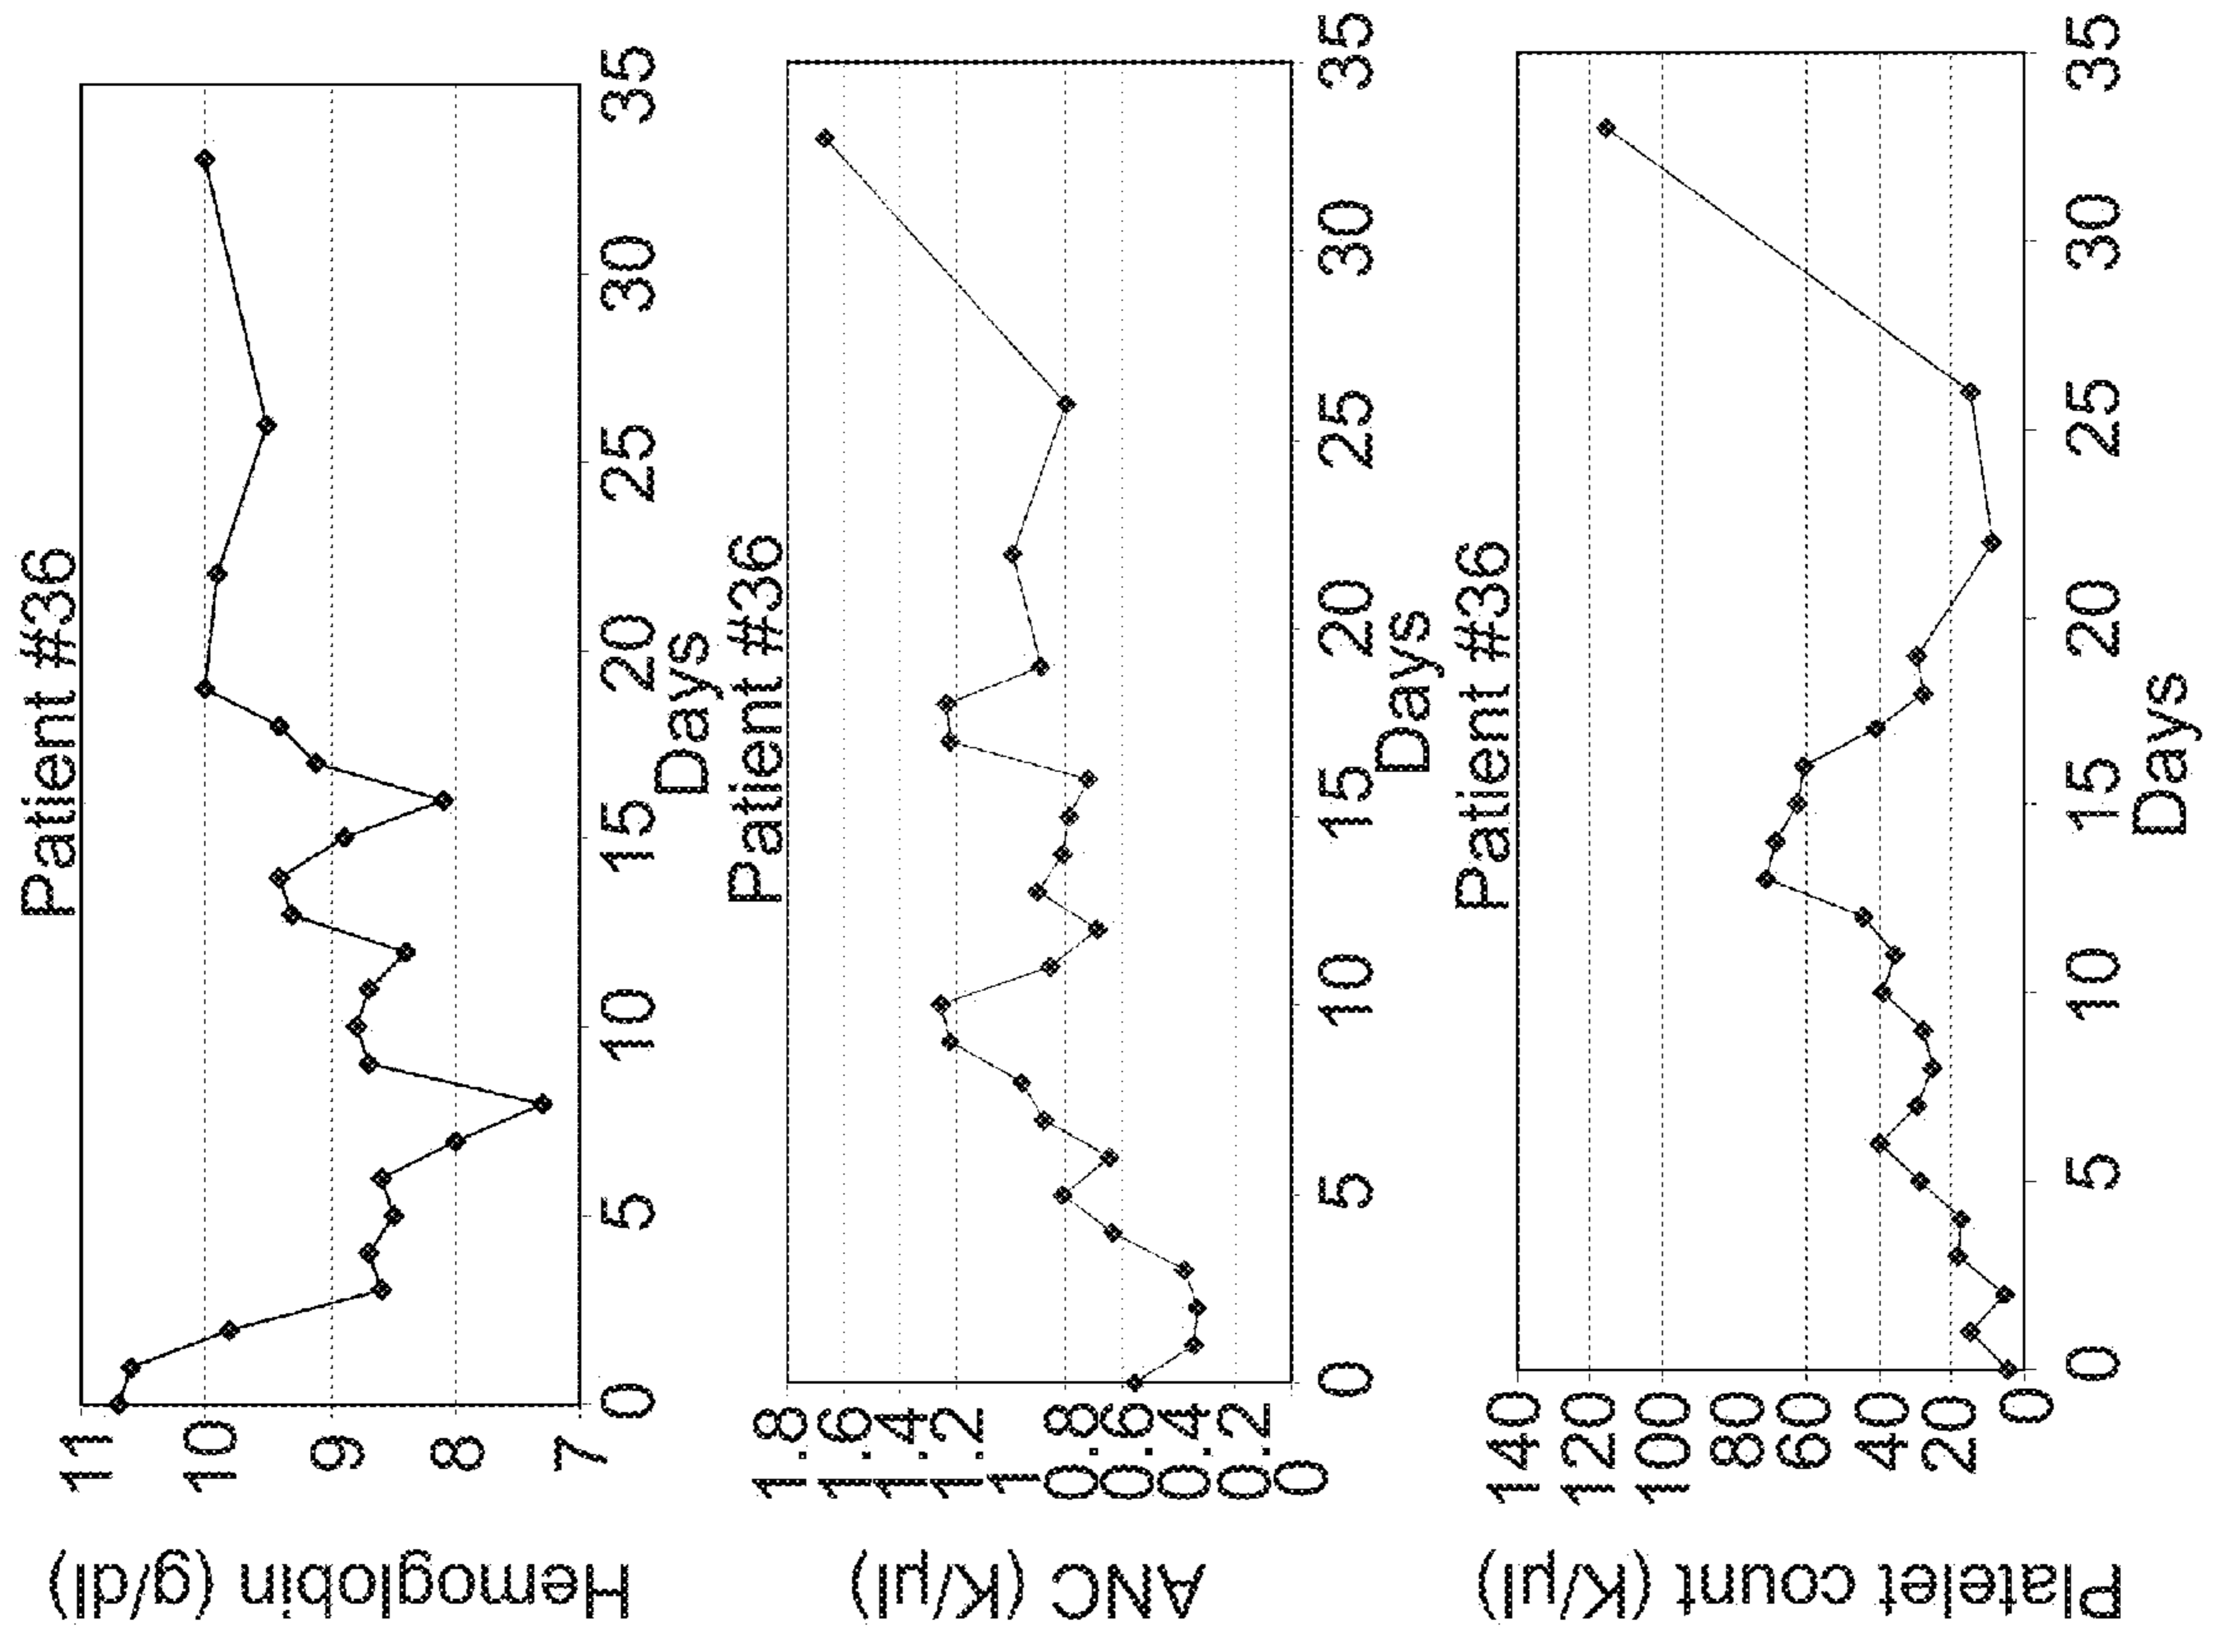 Patient #36
Hemoglobin (g/dl)
11
10
9
8
7
0 5 10 15 20 25 30 35
Days
Patient #36
ANC (K/µl)
1.8
1.6
1.4
1.2
1
0.8
0.6
0.4
0.2
0
0 5 10 15 20 25 30 35
Days
Patient #36
Platelet count (K/µl)
140
120
100
80
60
40
20
0
0 5 10 15 20 25 30 35
Days